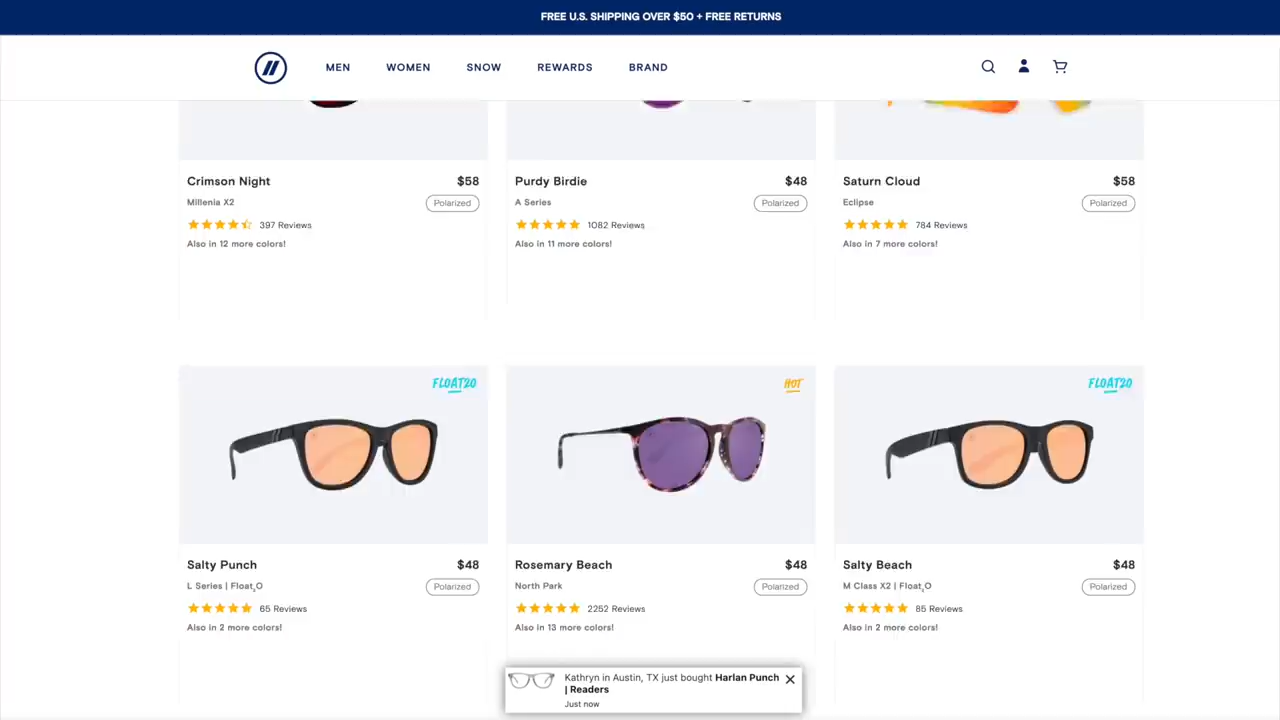 FREE U.S. SHIPPING OVER $50 + FREE RETURNS
MEN WOMEN SNOW REWARDS BRAND
Crimson Night $58
Millenia X2 Polarized
397 Reviews
Also in 12 more colors!
Purdy Birdie $48
A Series Polarized
1082 Reviews
Also in 11 more colors!
Saturn Cloud $58
Eclipse Polarized
784 Reviews
Also in 7 more colors!
FLOAT2O
Salty Punch $48
L Series | Float₂O Polarized
65 Reviews
Also in 2 more colors!
HOT
Rosemary Beach $48
North Park Polarized
2252 Reviews
Also in 13 more colors!
FLOAT2O
Salty Beach $48
M Class X2 | Float₂O Polarized
85 Reviews
Also in 2 more colors!
Kathryn in Austin, TX just bought Harlan Punch
| Readers
Just now